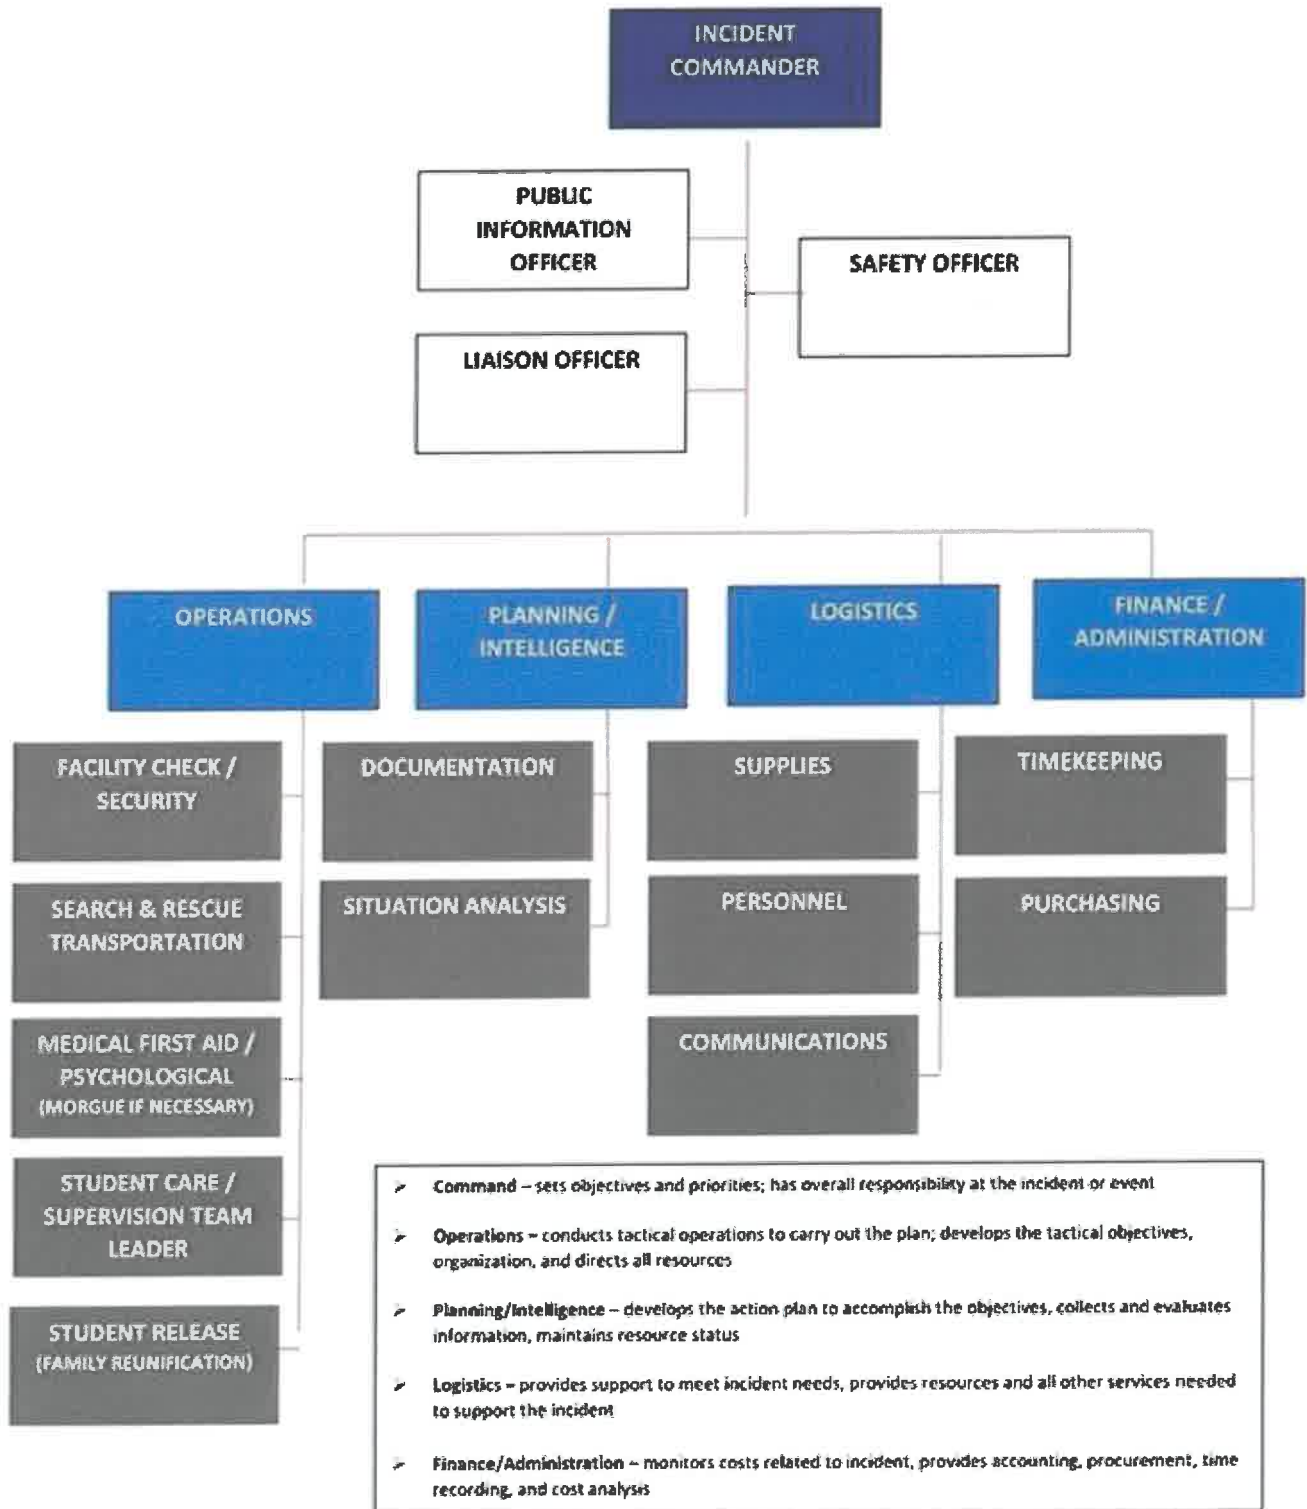 INCIDENT
COMMANDER
PUBLIC
INFORMATION
OFFICER
SAFETY OFFICER
LIAISON OFFICER
OPERATIONS
PLANNING /
INTELLIGENCE
LOGISTICS
FINANCE /
ADMINISTRATION
FACILITY CHECK /
SECURITY
SEARCH & RESCUE
TRANSPORTATION
MEDICAL FIRST AID /
PSYCHOLOGICAL
(MORGUE IF NECESSARY)
STUDENT CARE /
SUPERVISION TEAM
LEADER
STUDENT RELEASE
(FAMILY REUNIFICATION)
DOCUMENTATION
SITUATION ANALYSIS
SUPPLIES
PERSONNEL
COMMUNICATIONS
TIMEKEEPING
PURCHASING
➢ Command – sets objectives and priorities; has overall responsibility at the incident or event
➢ Operations – conducts tactical operations to carry out the plan; develops the tactical objectives,
organization, and directs all resources
➢ Planning/Intelligence – develops the action plan to accomplish the objectives, collects and evaluates
information, maintains resource status
➢ Logistics – provides support to meet incident needs, provides resources and all other services needed
to support the incident
➢ Finance/Administration – monitors costs related to incident, provides accounting, procurement, time
recording, and cost analysis